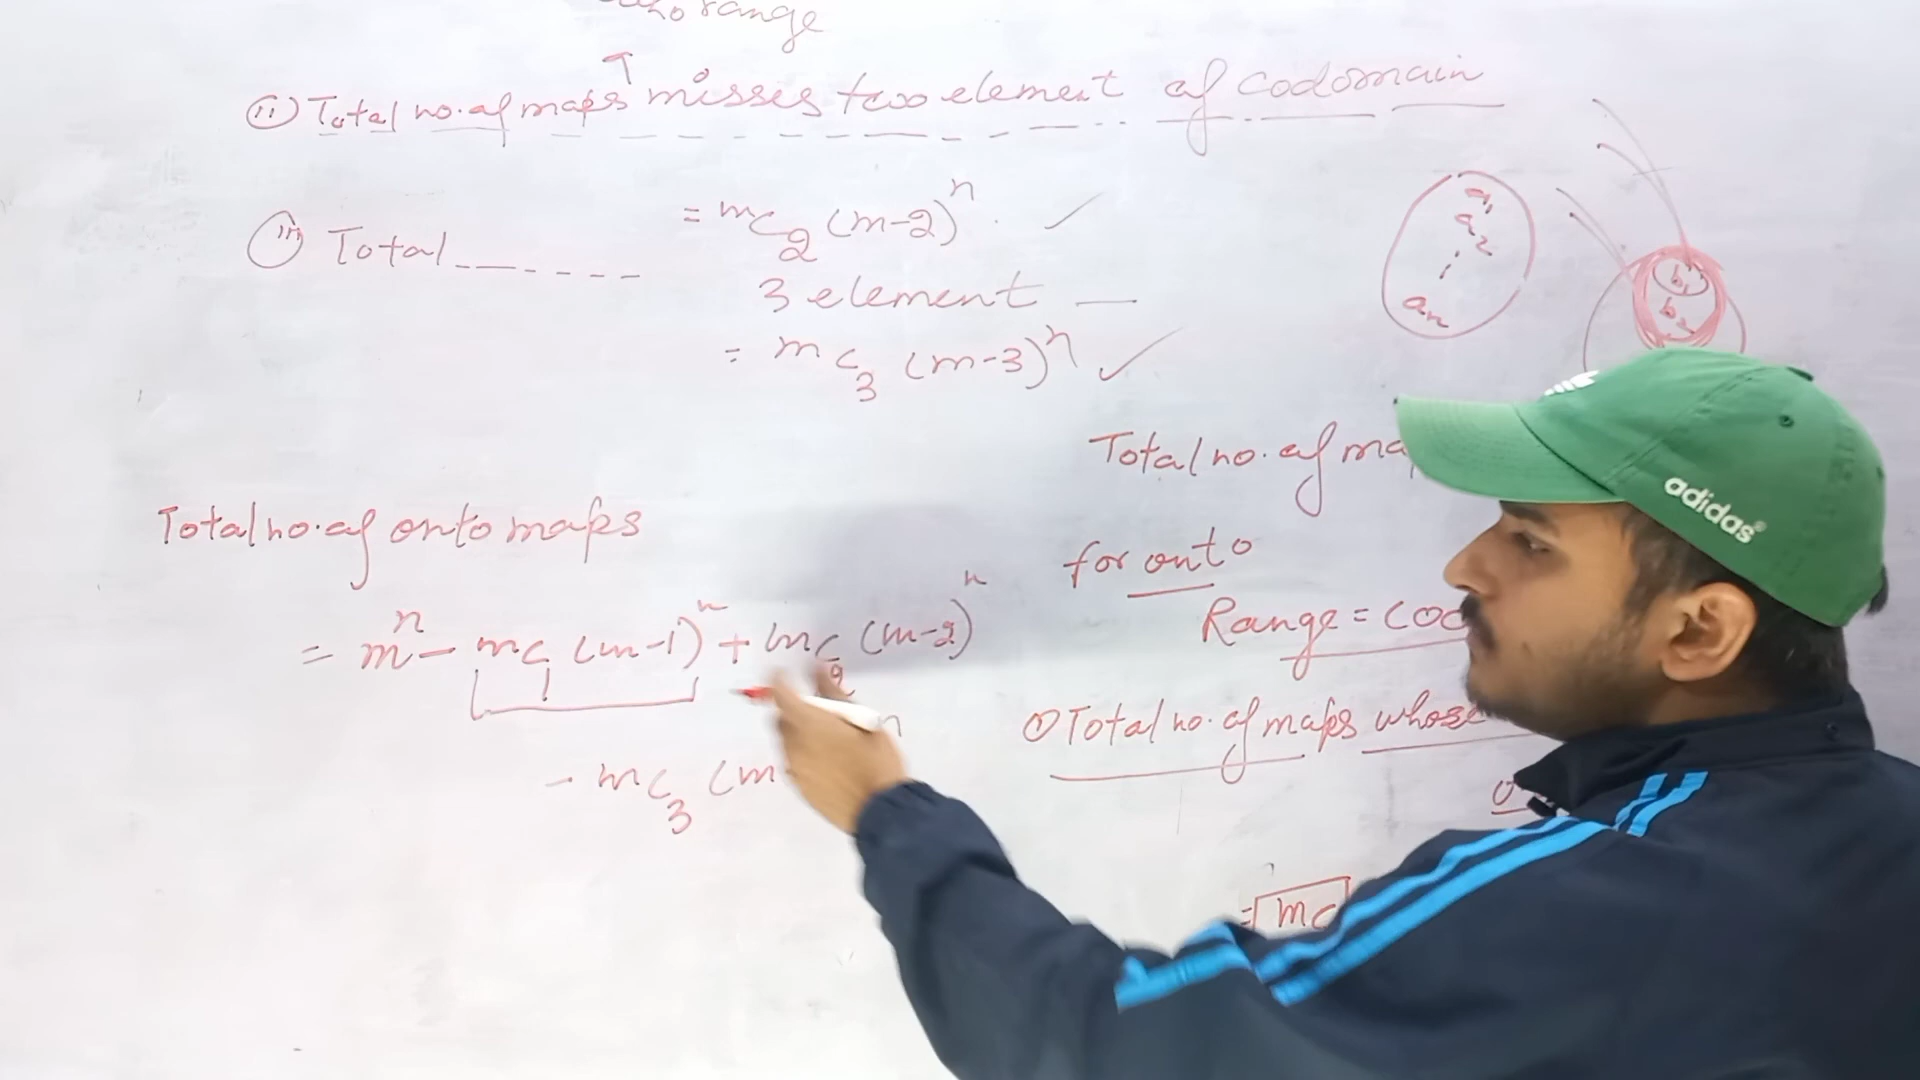 range
(ii) Total no. of maps misses two element of codomain
= mC2 (m-2)^n.
(iii) Total
3 element
= mC3 (m-3)^n
a1
a2
an
b1
b2
Total no. of
for onto
Range =
(i) Total no. of maps whose
= mC
Total no. of onto maps
= m^n - mC1 (m-1)^n + mC2 (m-2)^n
- mC3 (m
n
adidas